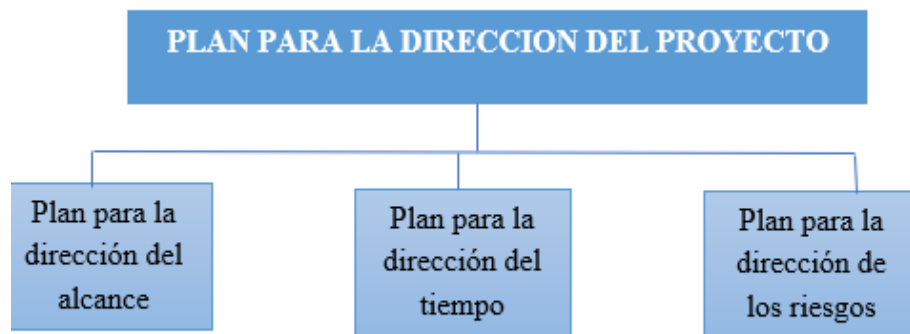 PLAN PARA LA DIRECCION DEL PROYECTO
Plan para la
dirección del
alcance
Plan para la
dirección del
tiempo
Plan para la
dirección de
los riesgos